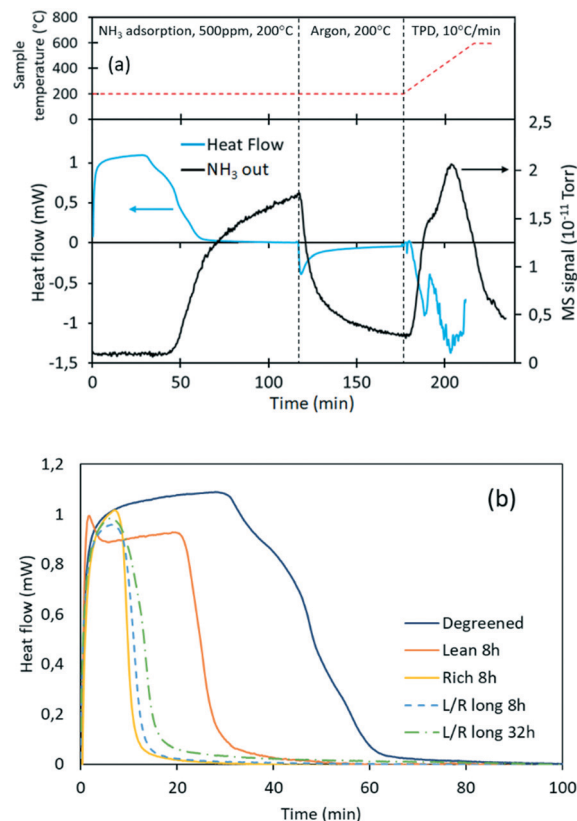 NH₃ adsorption, 500ppm, 200°C Argon, 200°C TPD, 10°C/min
Sample temperature (°C)
800
600
400
200
0
(a)
Heat Flow
NH₃ out
Heat flow (mW)
1
0,5
0
-0,5
-1
-1,5
MS signal (10⁻¹¹ Torr)
2,5
2
1,5
1
0,5
0
0 50 100 150 200
Time (min)
(b)
Heat flow (mW)
1,2
1
0,8
0,6
0,4
0,2
0
Degreened
Lean 8h
Rich 8h
L/R long 8h
L/R long 32h
0 20 40 60 80 100
Time (min)